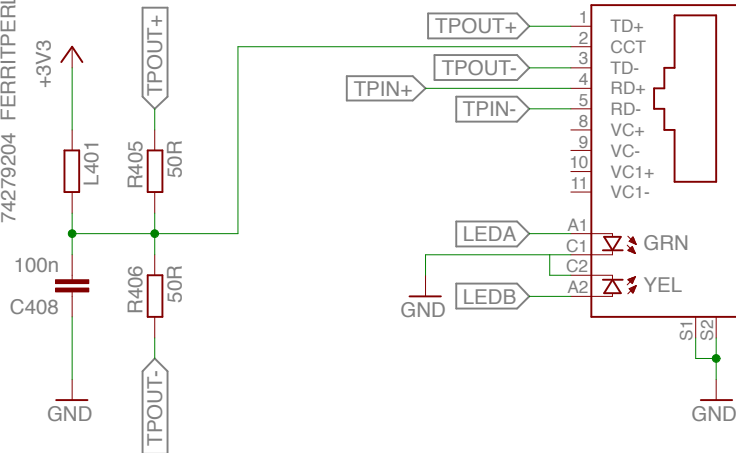 74279204 FERRITPERL
+3V3
TPOUT+
L401
R405
50R
100n
C408
R406
50R
GND
TPOUT-
TPOUT+
TPOUT-
TPIN+
TPIN-
1 TD+
2 CCT
3 TD-
4 RD+
5 RD-
8 VC+
9 VC-
10 VC1+
11 VC1-
LEDA
A1
C1
GRN
C2
A2
YEL
LEDB
GND
S1
S2
GND